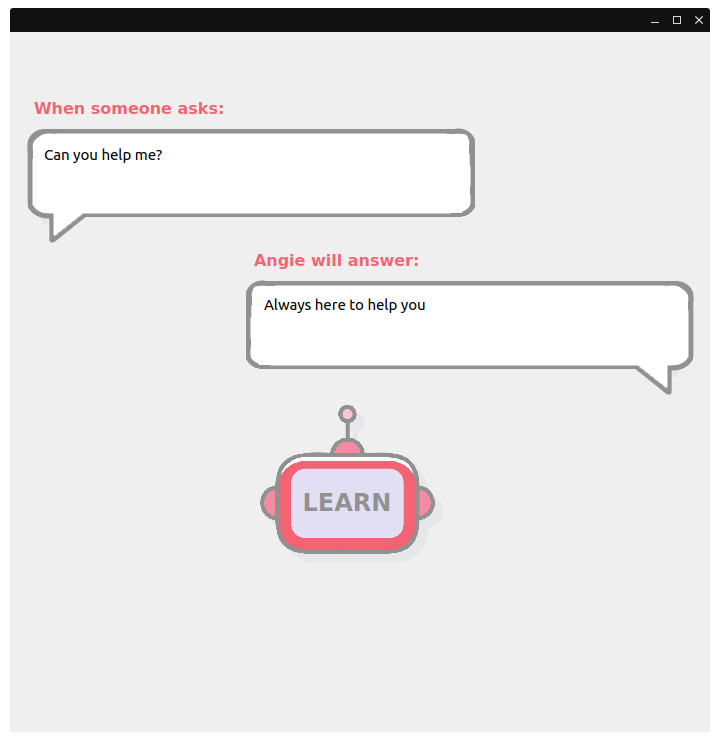 When someone asks:
Can you help me?
Angie will answer:
Always here to help you
LEARN